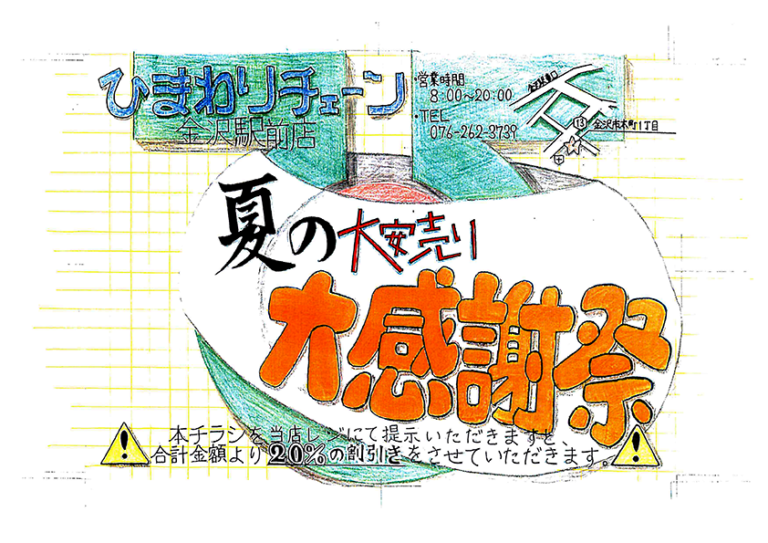 ひまわりチェーン
金沢駅前店
・営業時間
8:00～20:00
・TEL
076-262-3739
金沢駅東口
13
金沢市本町1丁目
夏の大安売り
大感謝祭
本チラシを当店レジにて提示いただきますと、
合計金額より20%の割引きをさせていただきます。